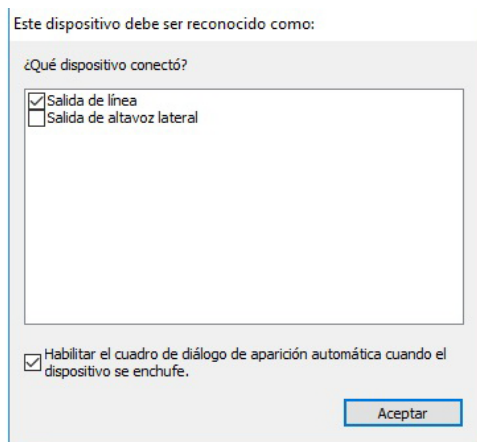 Este dispositivo debe ser reconocido como:
¿Qué dispositivo conectó?
Salida de línea
Salida de altavoz lateral
Habilitar el cuadro de diálogo de aparición automática cuando el
dispositivo se enchufe.
Aceptar